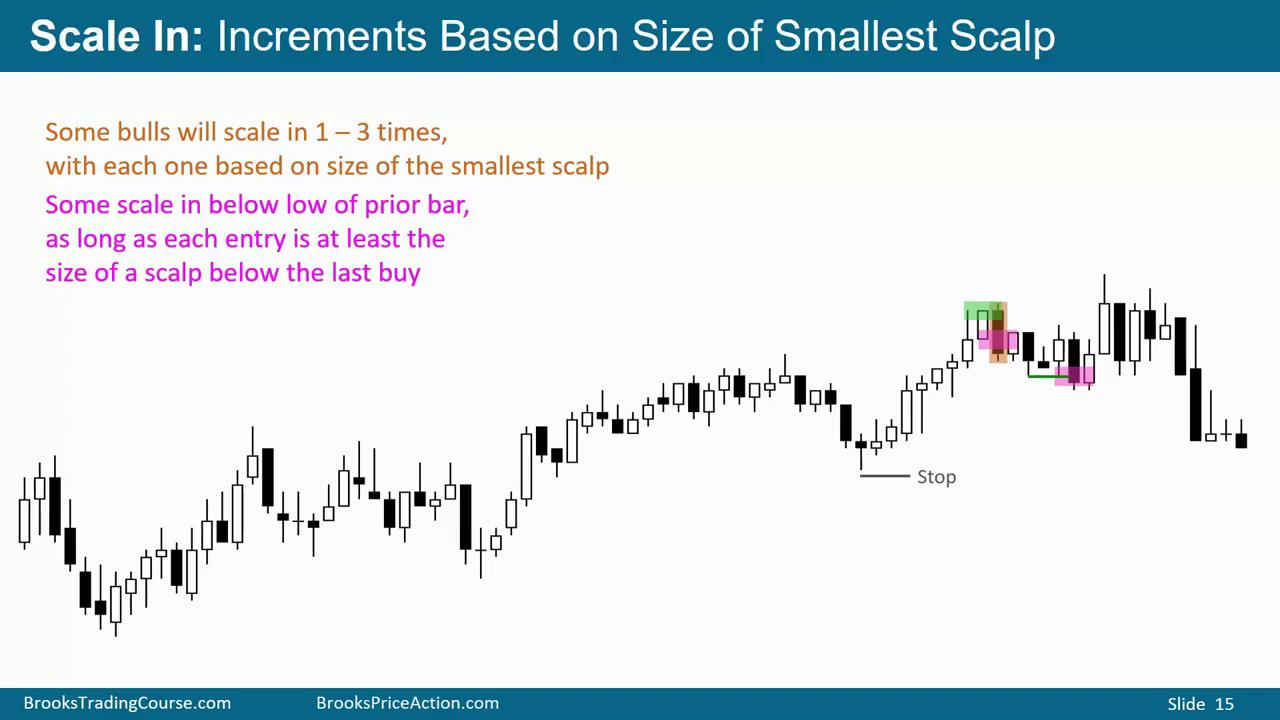 Scale In: Increments Based on Size of Smallest Scalp
Some bulls will scale in 1 – 3 times,
with each one based on size of the smallest scalp
Some scale in below low of prior bar,
as long as each entry is at least the
size of a scalp below the last buy
Stop
BrooksTradingCourse.com
BrooksPriceAction.com
Slide 15